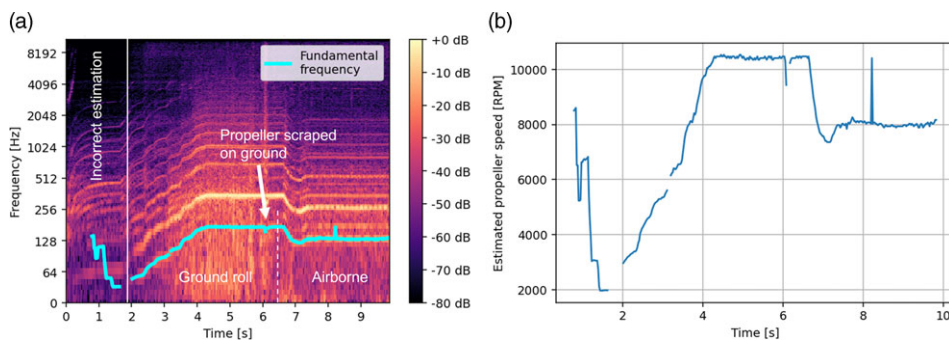 (a)
Frequency [Hz]
8192
4096
2048
1024
512
256
128
64
0
Incorrect estimation
Fundamental
frequency
Propeller scraped
on ground
Ground roll
Airborne
0 1 2 3 4 5 6 7 8 9
Time [s]
+0 dB
-10 dB
-20 dB
-30 dB
-40 dB
-50 dB
-60 dB
-70 dB
-80 dB
(b)
Estimated propeller speed [RPM]
10000
8000
6000
4000
2000
2 4 6 8 10
Time [s]